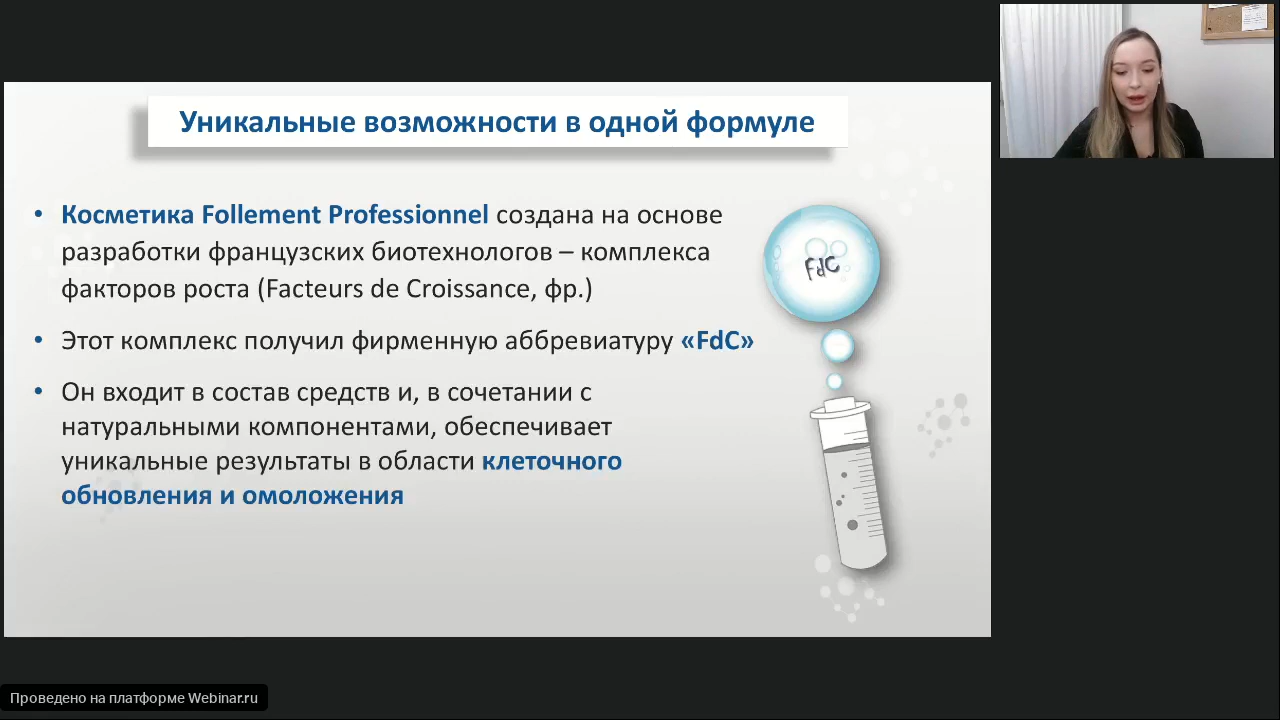 Уникальные возможности в одной формуле
• Косметика Follement Professionnel создана на основе
разработки французских биотехнологов – комплекса
факторов роста (Facteurs de Croissance, фр.)
• Этот комплекс получил фирменную аббревиатуру «FdC»
• Он входит в состав средств и, в сочетании с
натуральными компонентами, обеспечивает
уникальные результаты в области клеточного
обновления и омоложения
FdC
Проведено на платформе Webinar.ru